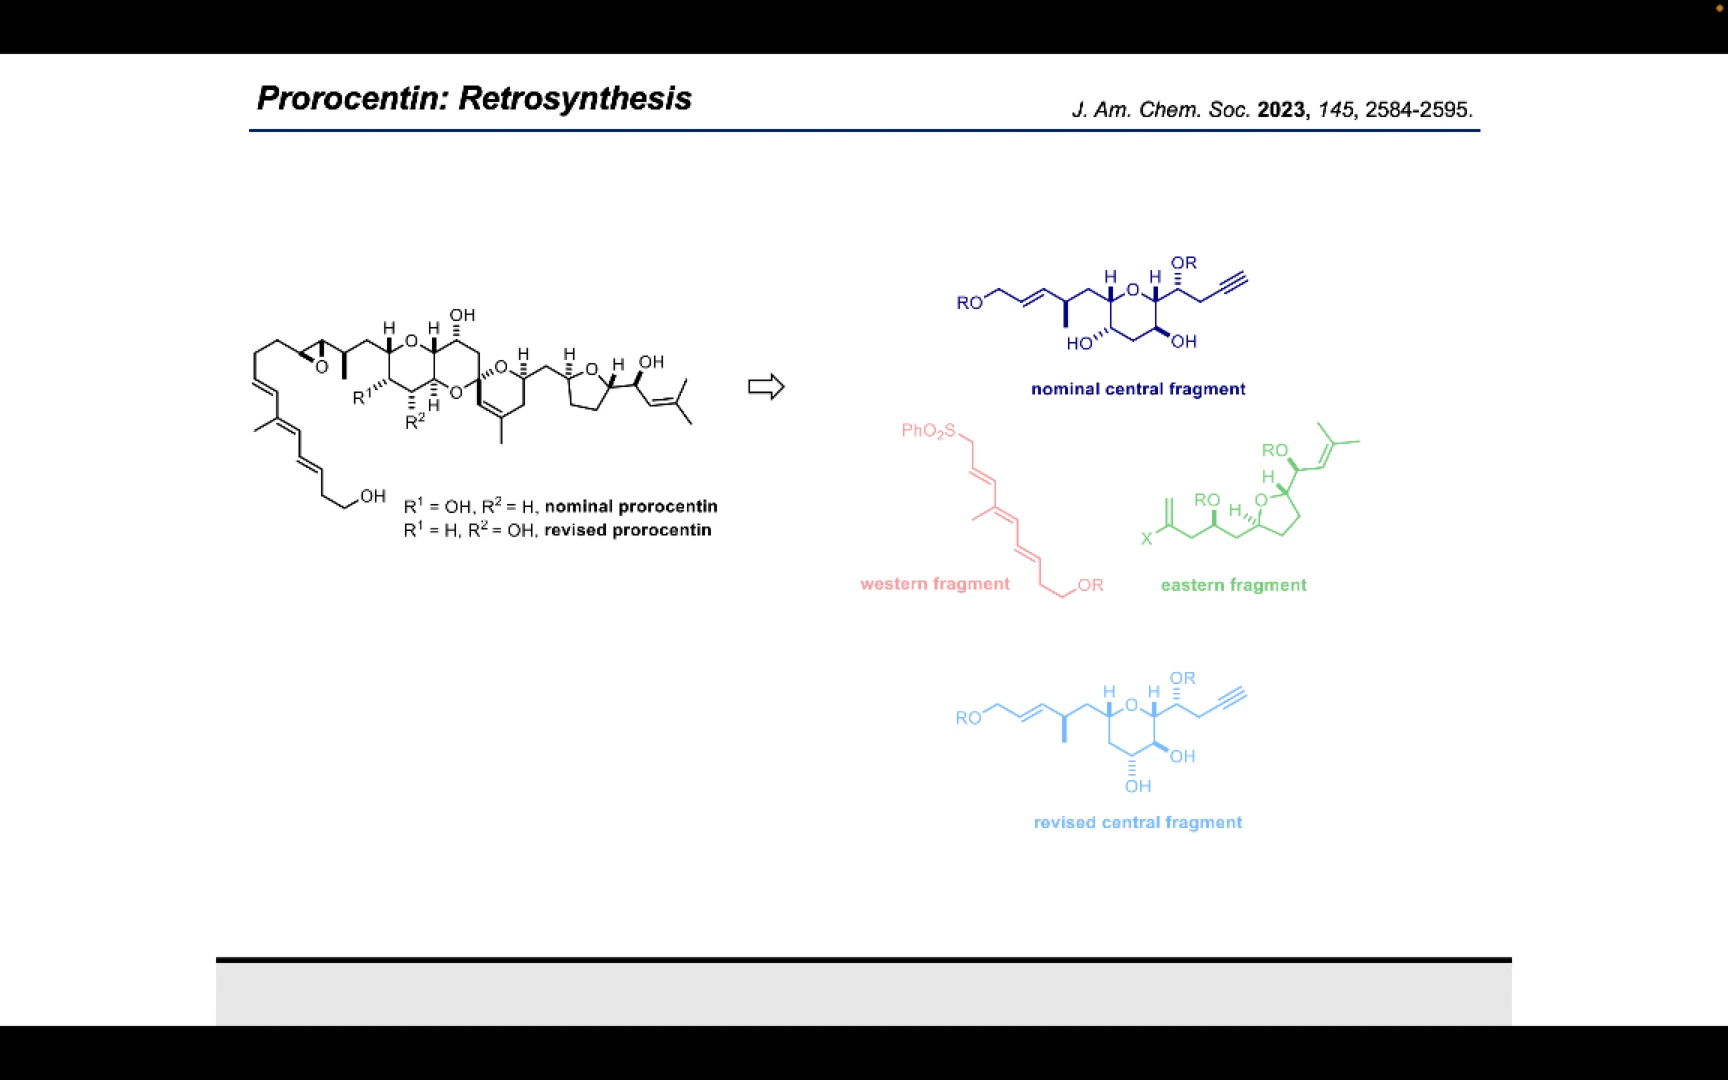 Prorocentin: Retrosynthesis
J. Am. Chem. Soc. 2023, 145, 2584-2595.
OR
H H
O
RO
HO OH
nominal central fragment
OH
H H
O
H H H OH
O O
O
O
R¹ H
R²
OH
R¹ = OH, R² = H, nominal prorocentin
R¹ = H, R² = OH, revised prorocentin
PhO₂S
OR
western fragment
RO
H
RO H O
X
eastern fragment
OR
H H
O
RO
OH
OH
revised central fragment